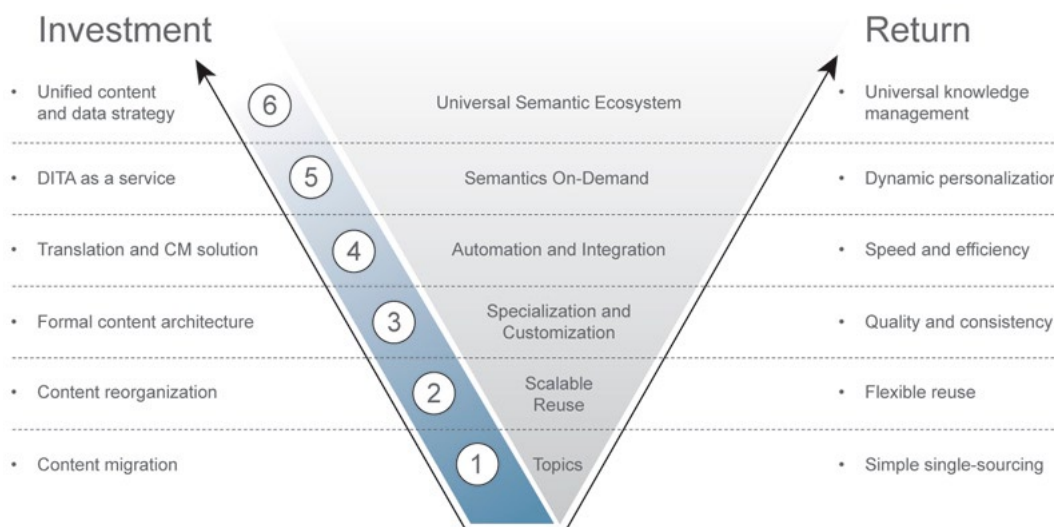 Investment
Return
• Unified content
and data strategy
6
Universal Semantic Ecosystem
• Universal knowledge
management
• DITA as a service
5
Semantics On-Demand
• Dynamic personalization
• Translation and CM solution
4
Automation and Integration
• Speed and efficiency
• Formal content architecture
3
Specialization and
Customization
• Quality and consistency
• Content reorganization
2
Scalable
Reuse
• Flexible reuse
• Content migration
1
Topics
• Simple single-sourcing